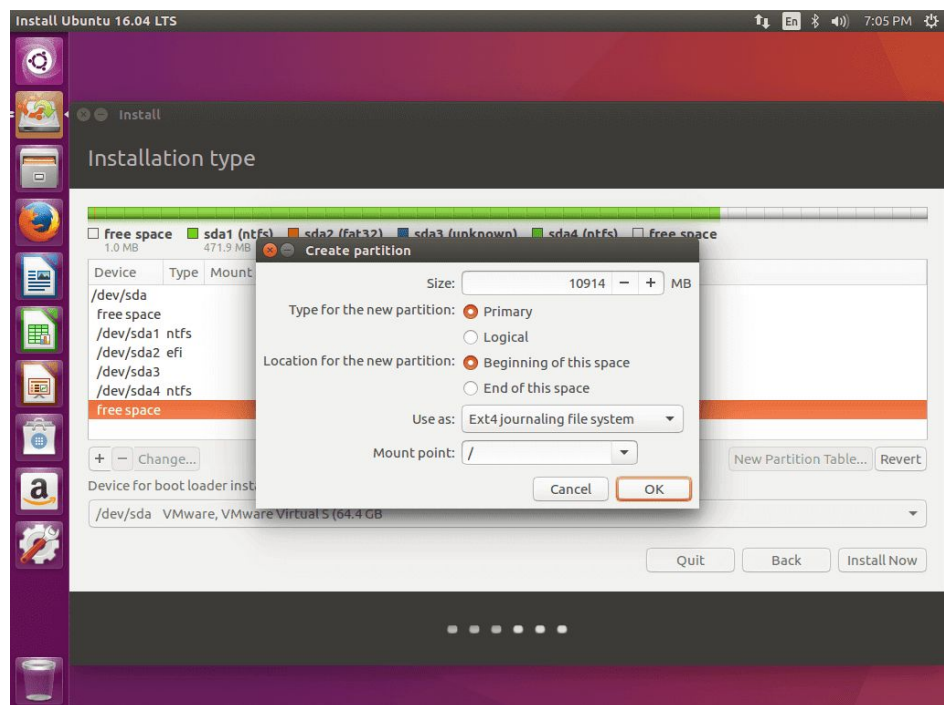 Install Ubuntu 16.04 LTS En 7:05 PM
Install
Installation type
free space sda1 (ntfs) sda2 (fat32) sda3 (unknown) sda4 (ntfs) free space
1.0 MB 471.9 MB
Create partition
Device Type Mount
/dev/sda
free space
/dev/sda1 ntfs
/dev/sda2 efi
/dev/sda3
/dev/sda4 ntfs
free space
Size: 10914 − + MB
Type for the new partition: Primary
Logical
Location for the new partition: Beginning of this space
End of this space
Use as: Ext4 journaling file system
Mount point: /
Cancel OK
+ − Change... New Partition Table... Revert
Device for boot loader inst
/dev/sda VMware, VMware Virtual S (64.4 GB
Quit Back Install Now
a